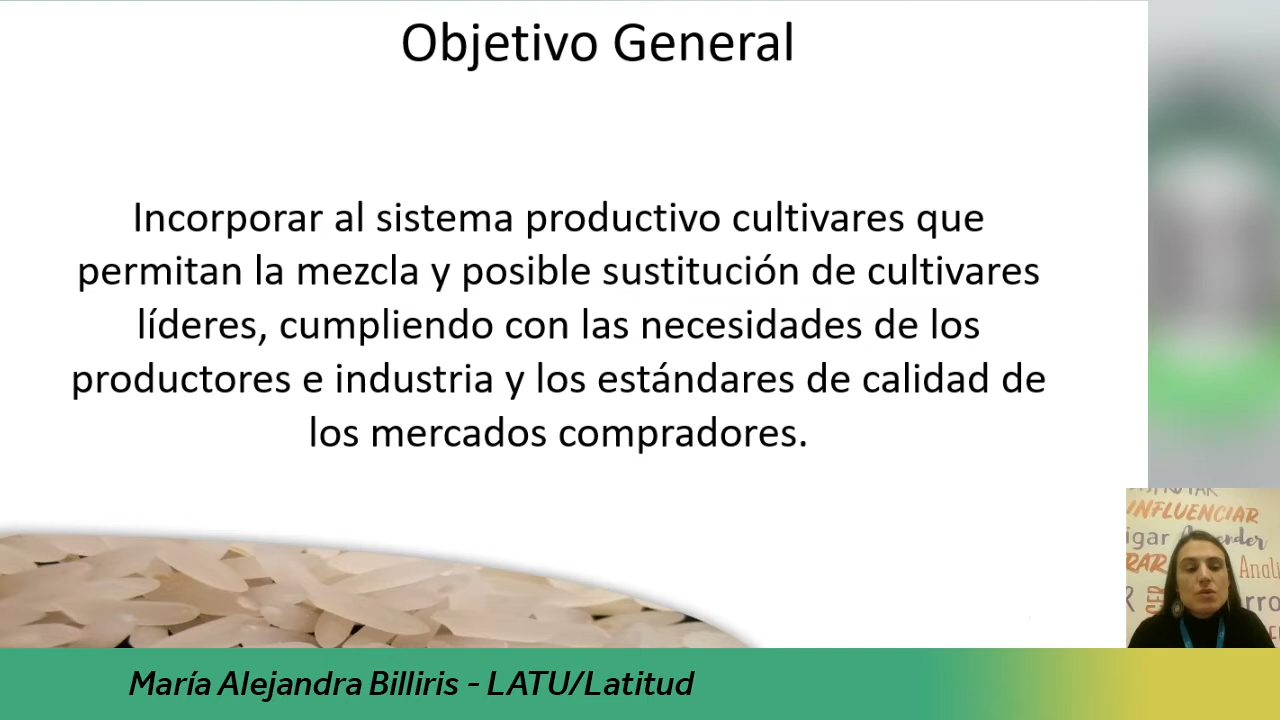 Objetivo General
Incorporar al sistema productivo cultivares que
permitan la mezcla y posible sustitución de cultivares
líderes, cumpliendo con las necesidades de los
productores e industria y los estándares de calidad de
los mercados compradores.
INFLUENCIAR
María Alejandra Billiris - LATU/Latitud